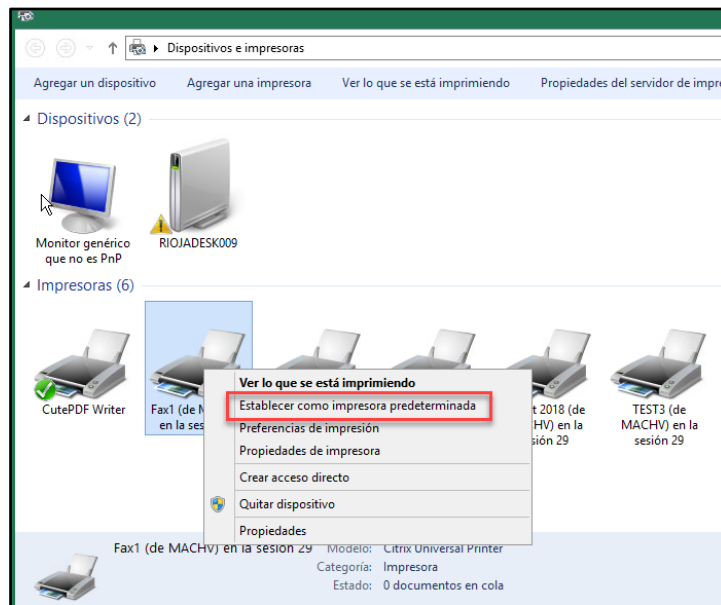 Dispositivos e impresoras
Agregar un dispositivo Agregar una impresora Ver lo que se está imprimiendo Propiedades del servidor de impre
Dispositivos (2)
Monitor genérico
que no es PnP
RIOJADESK009
Impresoras (6)
CutePDF Writer
Fax1 (de M
en la ses
Ver lo que se está imprimiendo
Establecer como impresora predeterminada
Preferencias de impresión
Propiedades de impresora
Crear acceso directo
Quitar dispositivo
Propiedades
t 2018 (de
HV) en la
sión 29
TEST3 (de
MACHV) en la
sesión 29
Fax1 (de MACHV) en la sesión 29 Modelo: Citrix Universal Printer
Categoría: Impresora
Estado: 0 documentos en cola